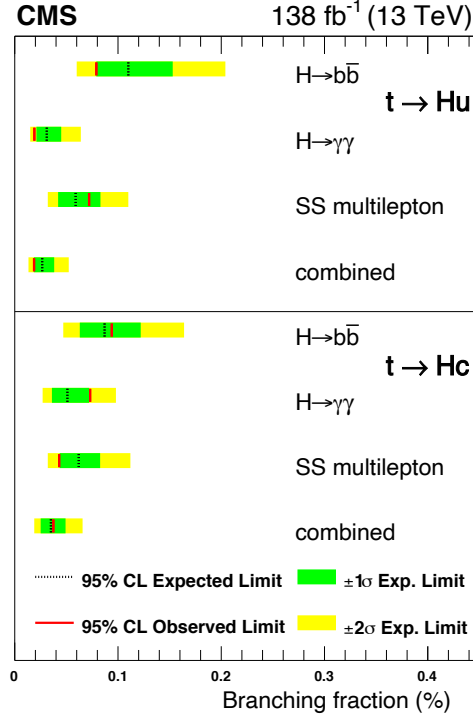 CMS 138 fb⁻¹ (13 TeV)
H→bb̅
t → Hu
H→γγ
SS multilepton
combined
H→bb̅
t → Hc
H→γγ
SS multilepton
combined
95% CL Expected Limit ±1σ Exp. Limit
95% CL Observed Limit ±2σ Exp. Limit
0 0.1 0.2 0.3 0.4
Branching fraction (%)